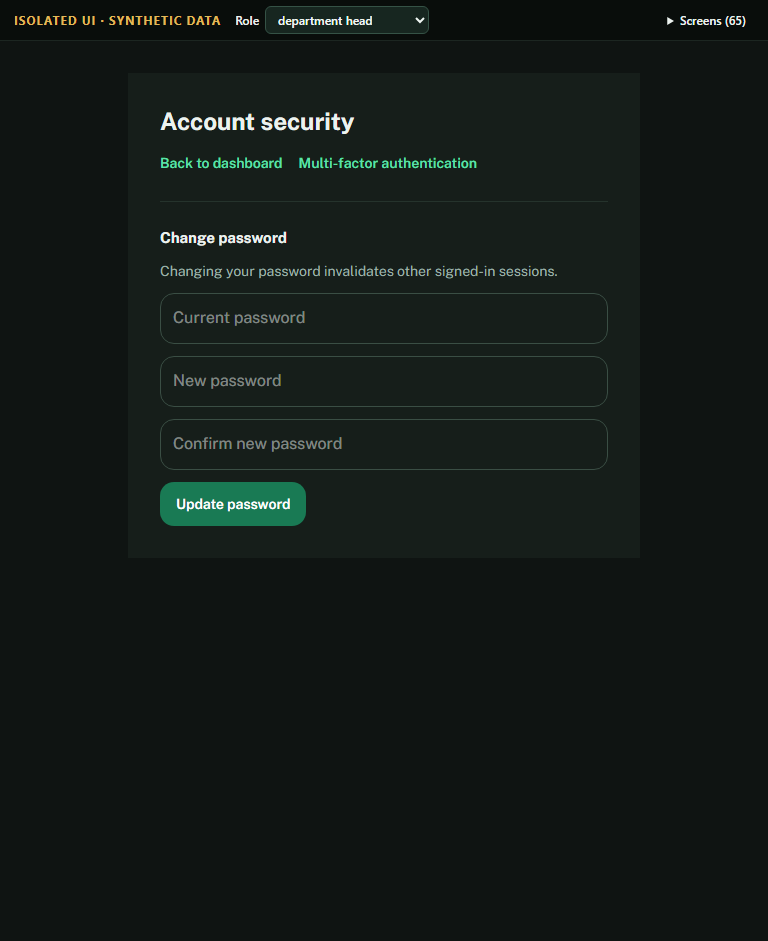 ISOLATED UI · SYNTHETIC DATA Role department head Screens (65)
Account security
Back to dashboard Multi-factor authentication
Change password
Changing your password invalidates other signed-in sessions.
Current password
New password
Confirm new password
Update password